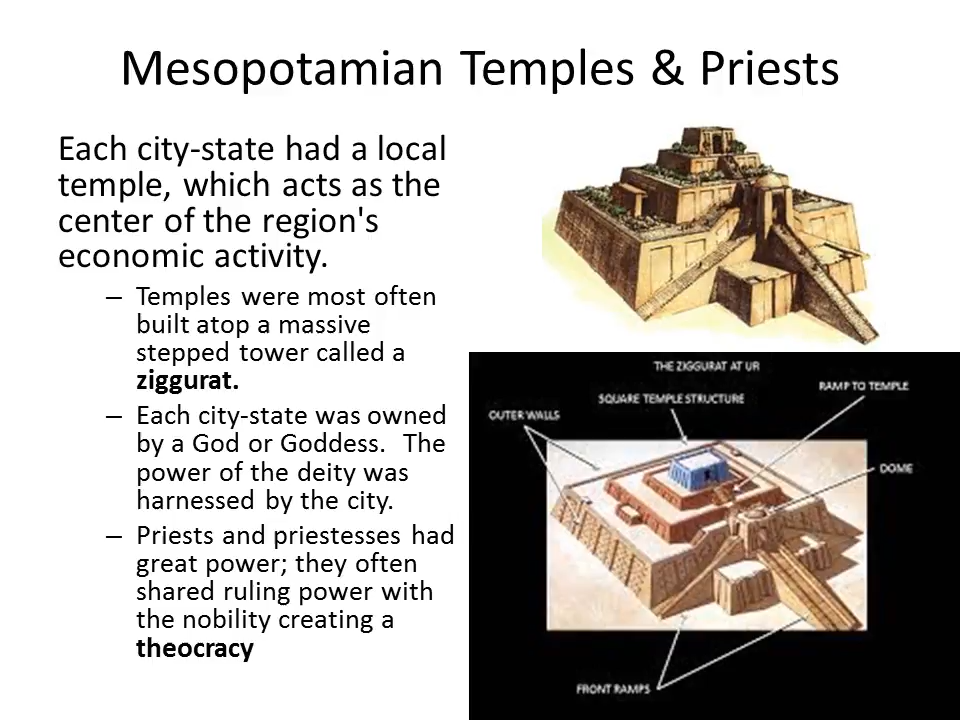 Mesopotamian Temples & Priests
Each city-state had a local
temple, which acts as the
center of the region's
economic activity.
– Temples were most often
built atop a massive
stepped tower called a
ziggurat.
– Each city-state was owned
by a God or Goddess.  The
power of the deity was
harnessed by the city.
– Priests and priestesses had
great power; they often
shared ruling power with
the nobility creating a
theocracy
THE ZIGGURAT AT UR
RAMP TO TEMPLE
SQUARE TEMPLE STRUCTURE
OUTER WALLS
DOME
FRONT RAMPS